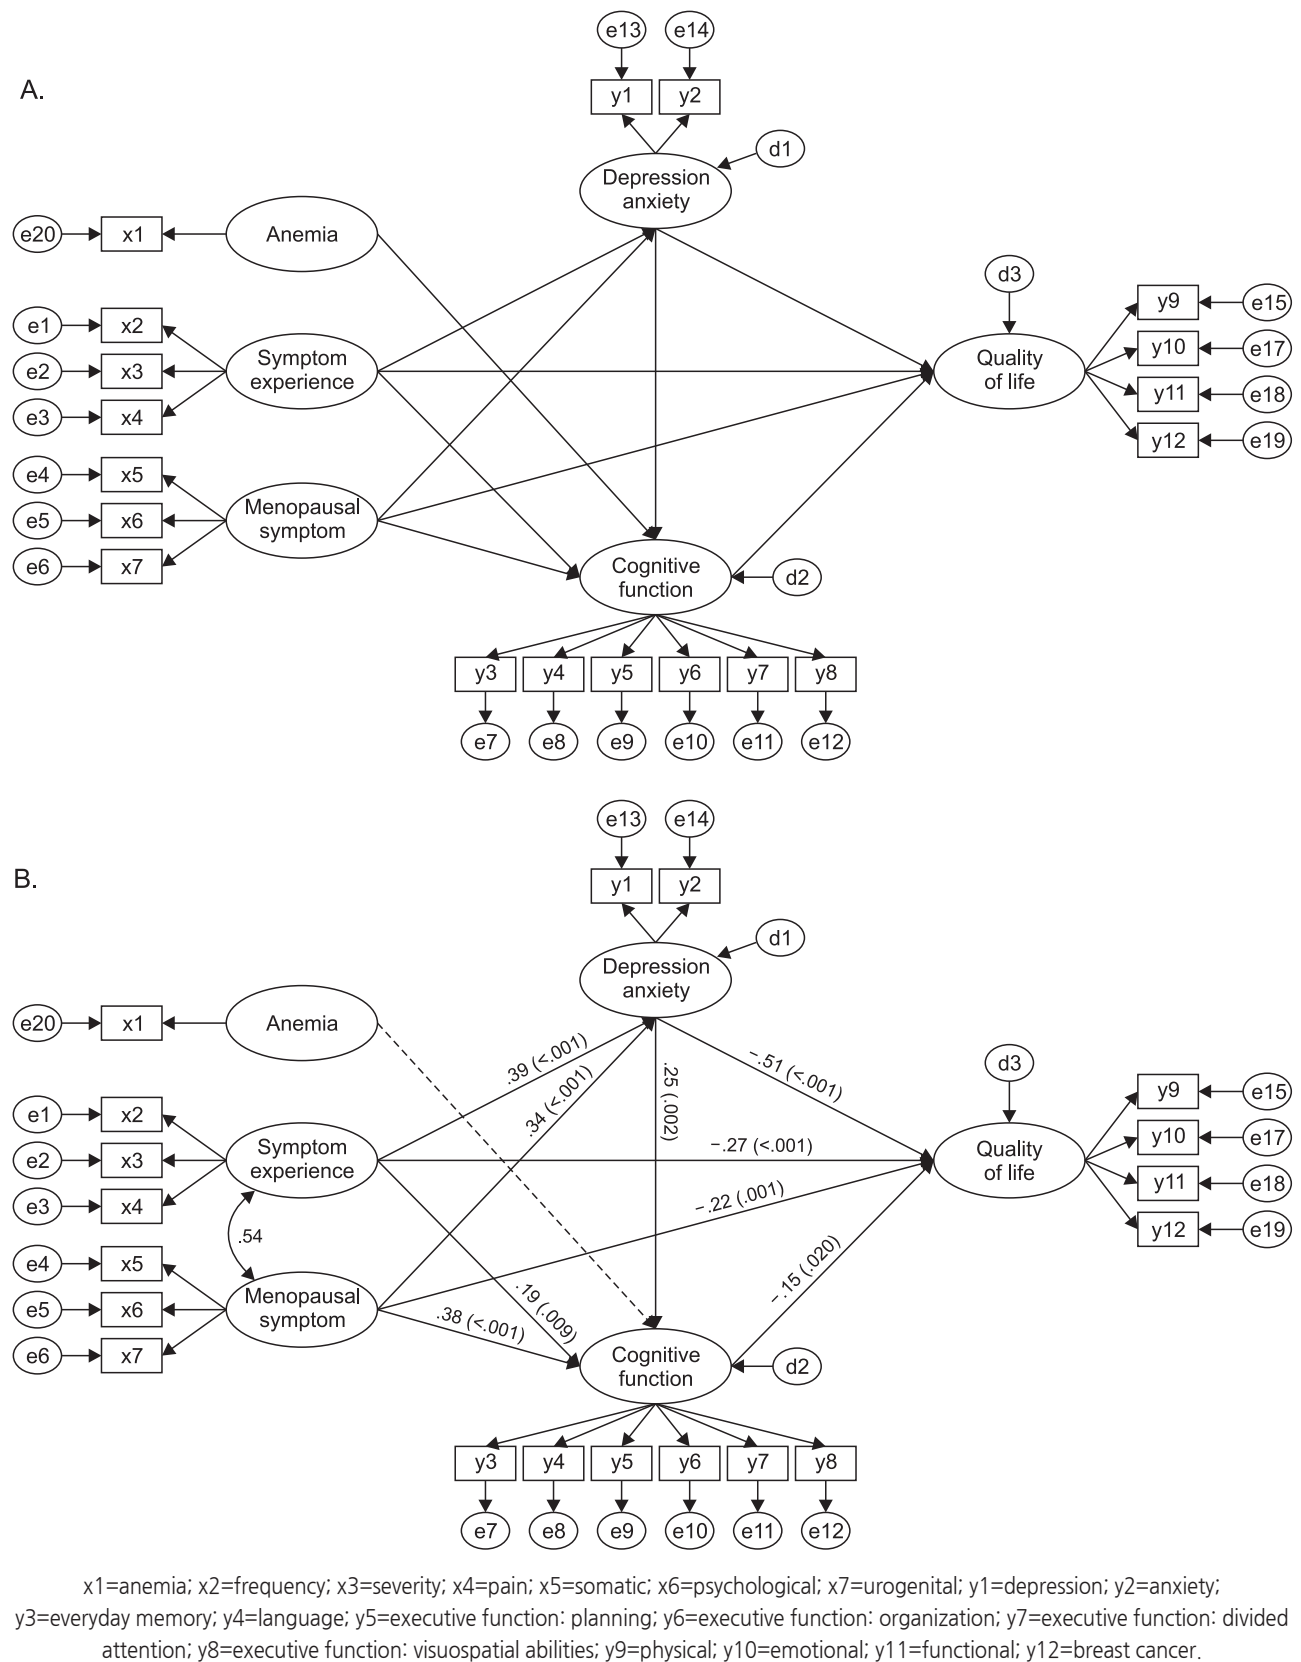 e13 e14
A.
y1 y2
d1
Depression
anxiety
e20 x1 Anemia
d3
e1 x2
e2 x3
e3 x4
Symptom
experience
Quality
of life
y9 e15
y10 e17
y11 e18
y12 e19
e4 x5
e5 x6
e6 x7
Menopausal
symptom
Cognitive
function
d2
y3 y4 y5 y6 y7 y8
e7 e8 e9 e10 e11 e12
e13 e14
B.
y1 y2
d1
Depression
anxiety
e20 x1 Anemia
.39 (<.001)
.34 (<.001)
.25 (.002)
−.51 (<.001)
d3
e1 x2
e2 x3
e3 x4
Symptom
experience
−.27 (<.001)
Quality
of life
y9 e15
y10 e17
y11 e18
y12 e19
−.22 (.001)
.54
e4 x5
e5 x6
e6 x7
Menopausal
symptom
.19 (.009)
.38 (<.001)
−.15 (.020)
Cognitive
function
d2
y3 y4 y5 y6 y7 y8
e7 e8 e9 e10 e11 e12
x1=anemia; x2=frequency; x3=severity; x4=pain; x5=somatic; x6=psychological; x7=urogenital; y1=depression; y2=anxiety;
y3=everyday memory; y4=language; y5=executive function: planning; y6=executive function: organization; y7=executive function: divided
attention; y8=executive function: visuospatial abilities; y9=physical; y10=emotional; y11=functional; y12=breast cancer.